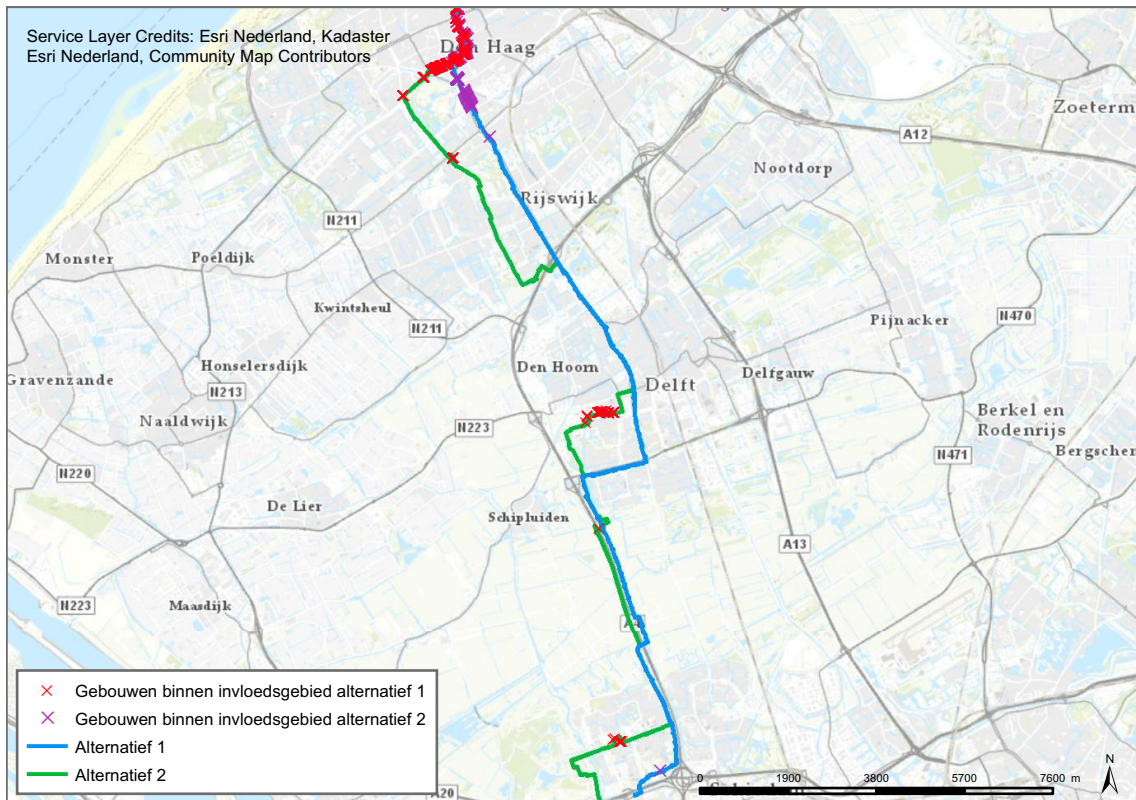 Service Layer Credits: Esri Nederland, Kadaster
Esri Nederland, Community Map Contributors
Den Haag
Zoeterm
A12
Nootdorp
Rijswijk
N211
Monster
Poeldijk
Kwintsheul
N211
N470
Pijnacker
Honselersdijk
Den Hoorn
Gravenzande
N213
Delft
Delfgauw
Naaldwijk
N223
Berkel en
Rodenrijs
N471
Bergschen
N220
De Lier
Schipluiden
A13
N223
Maasdijk
A4
Gebouwen binnen invloedsgebied alternatief 1
Gebouwen binnen invloedsgebied alternatief 2
Alternatief 1
Alternatief 2
A20
0 1900 3800 5700 7600 m
N